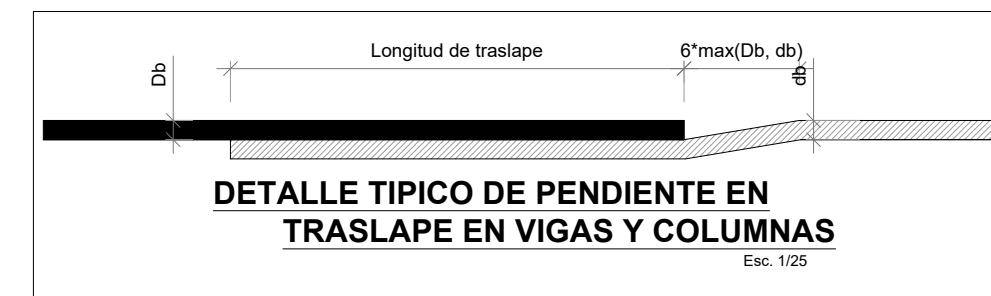 Longitud de traslape
6*max(Db, db)
Db
db
DETALLE TIPICO DE PENDIENTE EN
TRASLAPE EN VIGAS Y COLUMNAS
Esc. 1/25